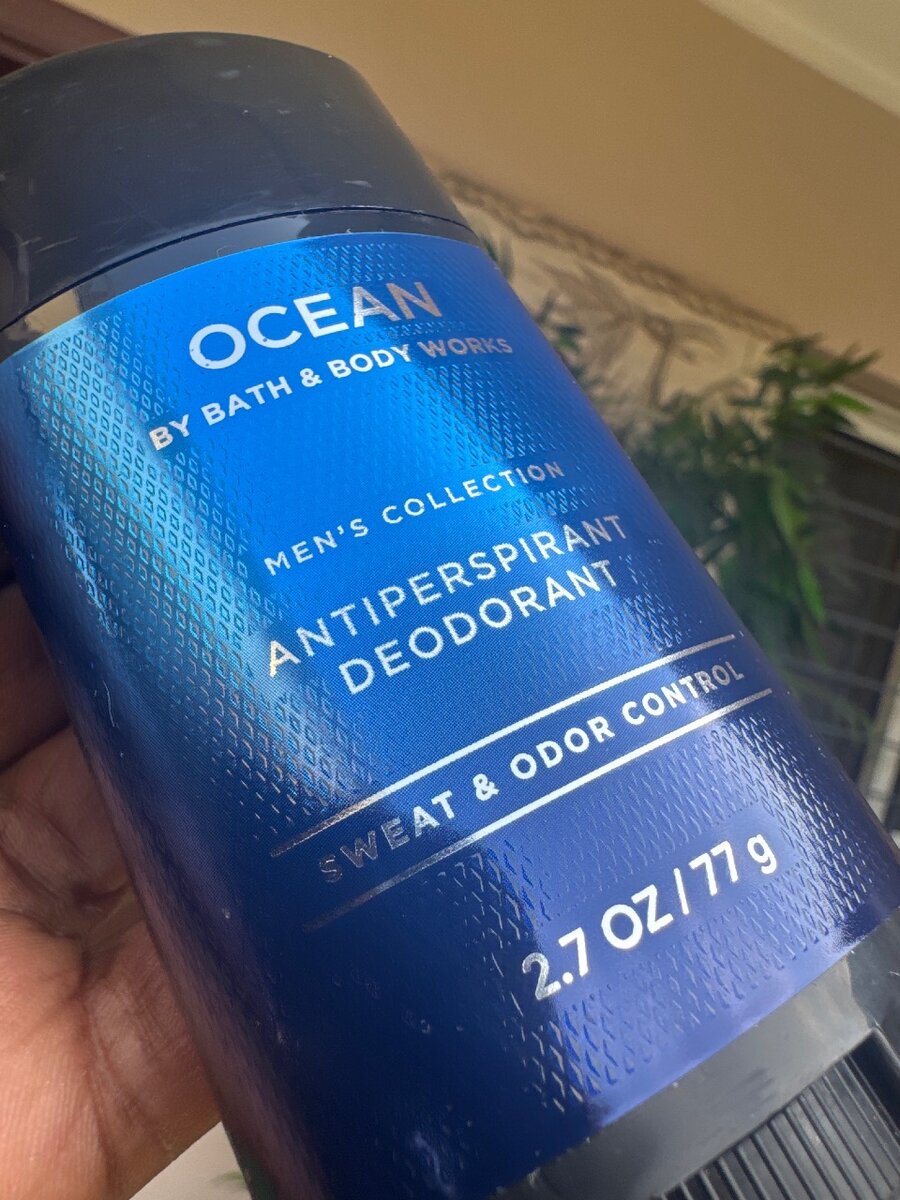 OCEAN
BY BATH & BODY WORKS
MEN'S COLLECTION
ANTIPERSPIRANT
DEODORANT
SWEAT & ODOR CONTROL
2.7 OZ / 77 g